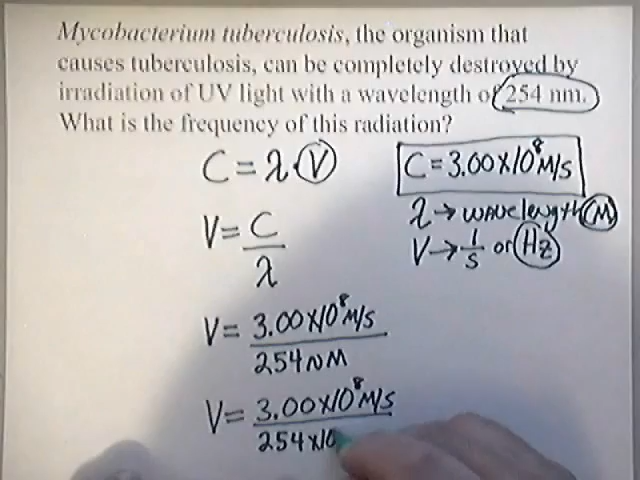 Mycobacterium tuberculosis, the organism that
causes tuberculosis, can be completely destroyed by
irradiation of UV light with a wavelength of 254 nm.
What is the frequency of this radiation?
C = λ·V
C = 3.00×10⁸ M/S
λ → wavelength (M)
V = C/λ
V → 1/S or Hz
V = 3.00×10⁸ M/S / 254 NM
V = 3.00×10⁸ M/S / 254×10